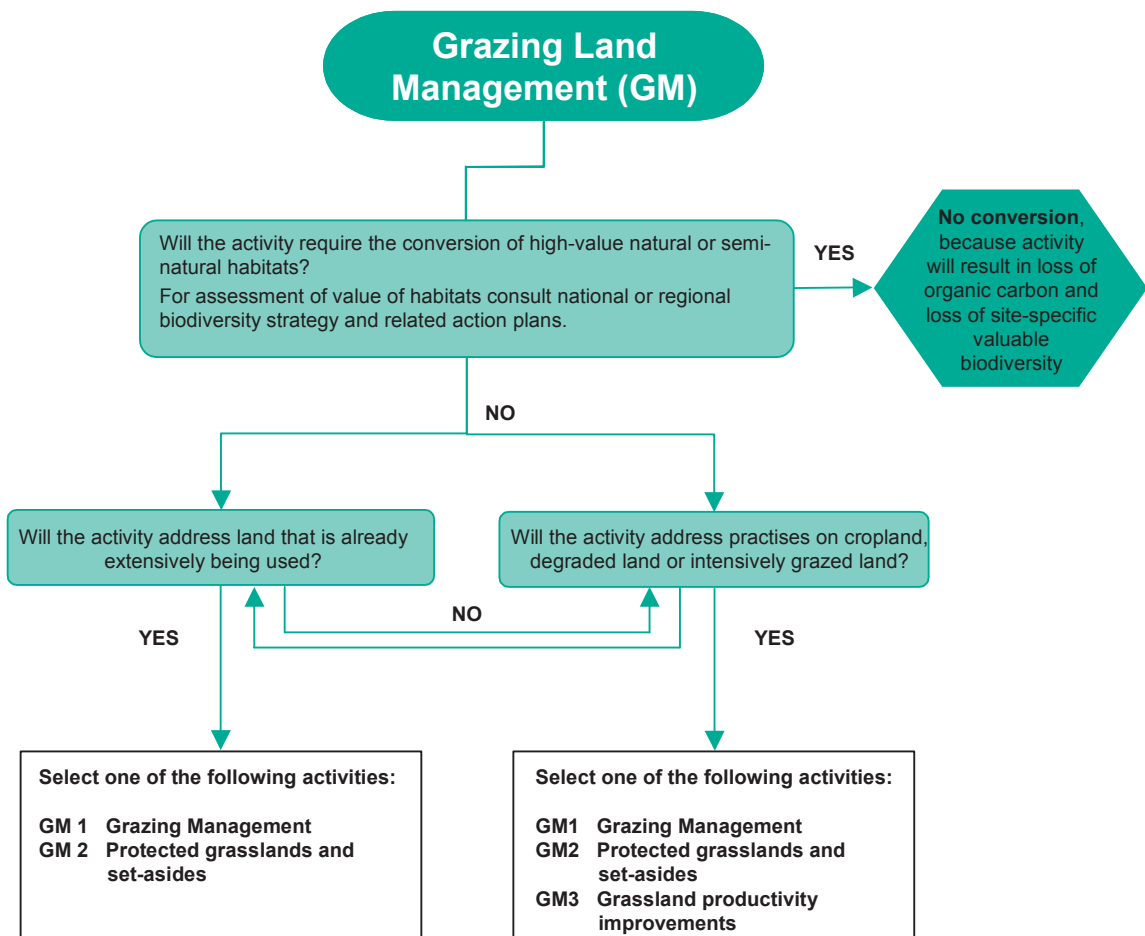 Grazing Land
Management (GM)
Will the activity require the conversion of high-value natural or semi-
natural habitats?
For assessment of value of habitats consult national or regional
biodiversity strategy and related action plans.
YES
No conversion,
because activity
will result in loss of
organic carbon and
loss of site-specific
valuable
biodiversity
NO
Will the activity address land that is already
extensively being used?
Will the activity address practises on cropland,
degraded land or intensively grazed land?
NO
YES
YES
Select one of the following activities:
GM 1 Grazing Management
GM 2 Protected grasslands and
set-asides
Select one of the following activities:
GM1 Grazing Management
GM2 Protected grasslands and
set-asides
GM3 Grassland productivity
improvements